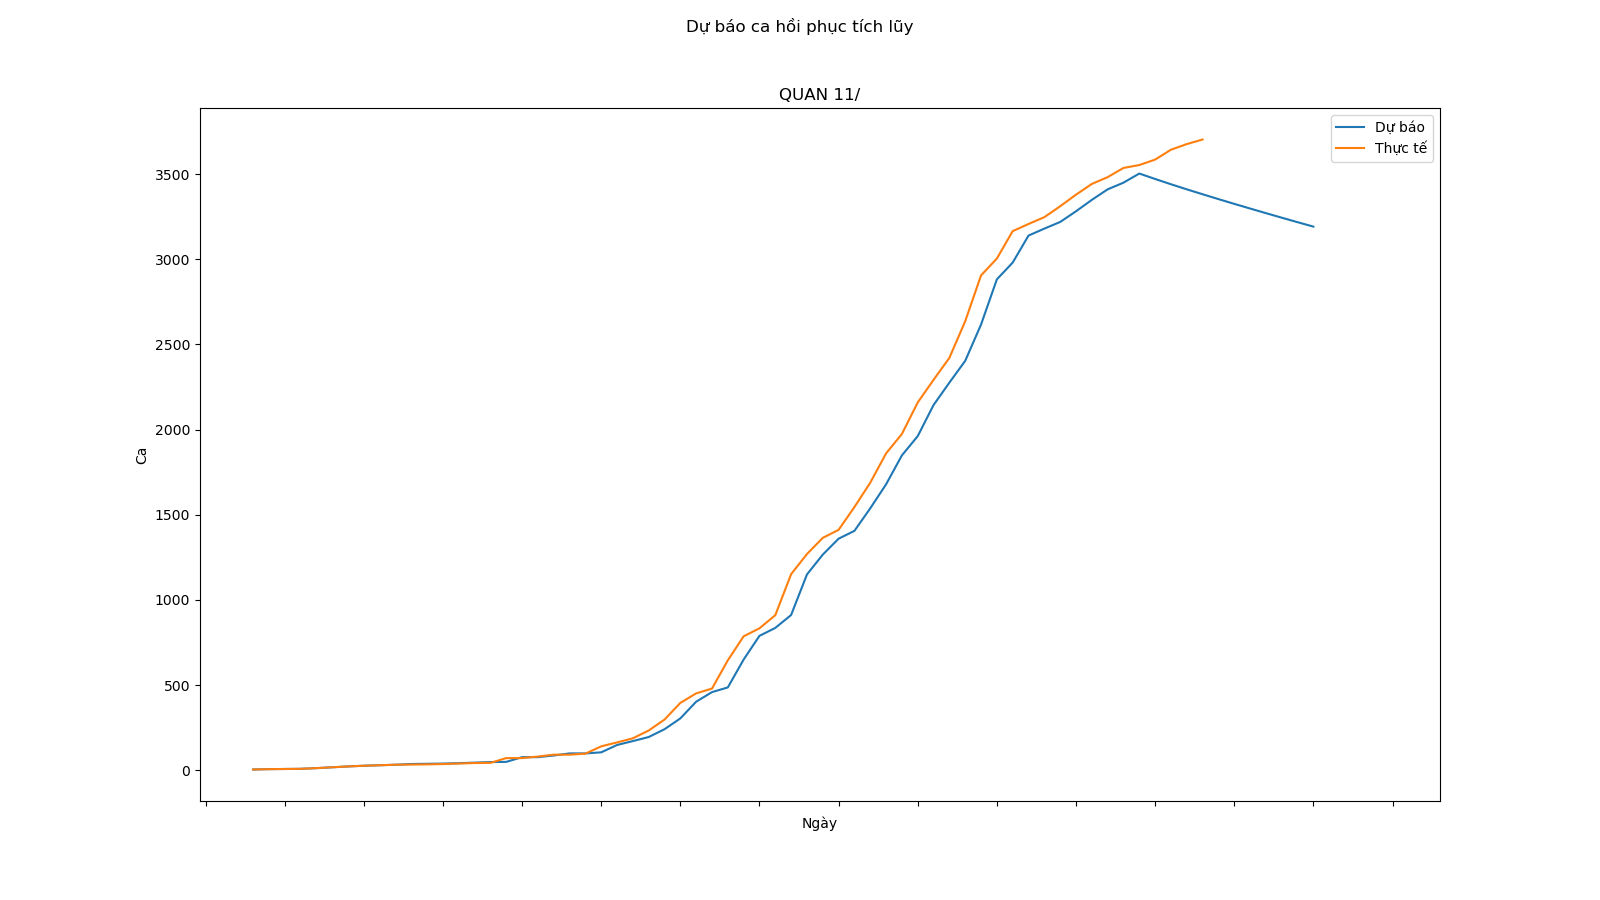 Dự báo ca hồi phục tích lũy
QUAN 11/
Dự báo
Thực tế
3500
3000
2500
2000
1500
1000
500
0
Ca
Ngày